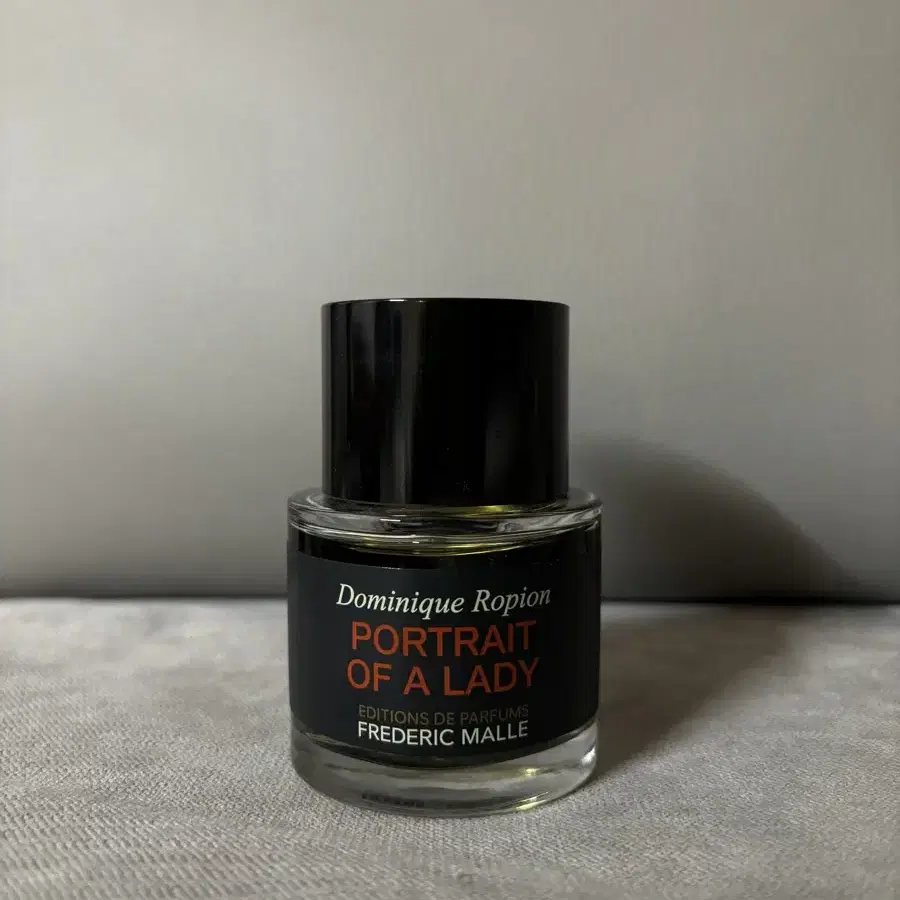 Dominique Ropion
PORTRAIT
OF A LADY
EDITIONS DE PARFUMS
FREDERIC MALLE